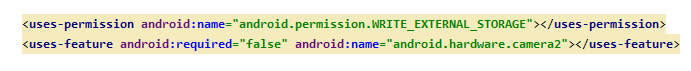 <uses-permission android:name="android.permission.WRITE_EXTERNAL_STORAGE"></uses-permission>
<uses-feature android:required="false" android:name="android.hardware.camera2"></uses-feature>